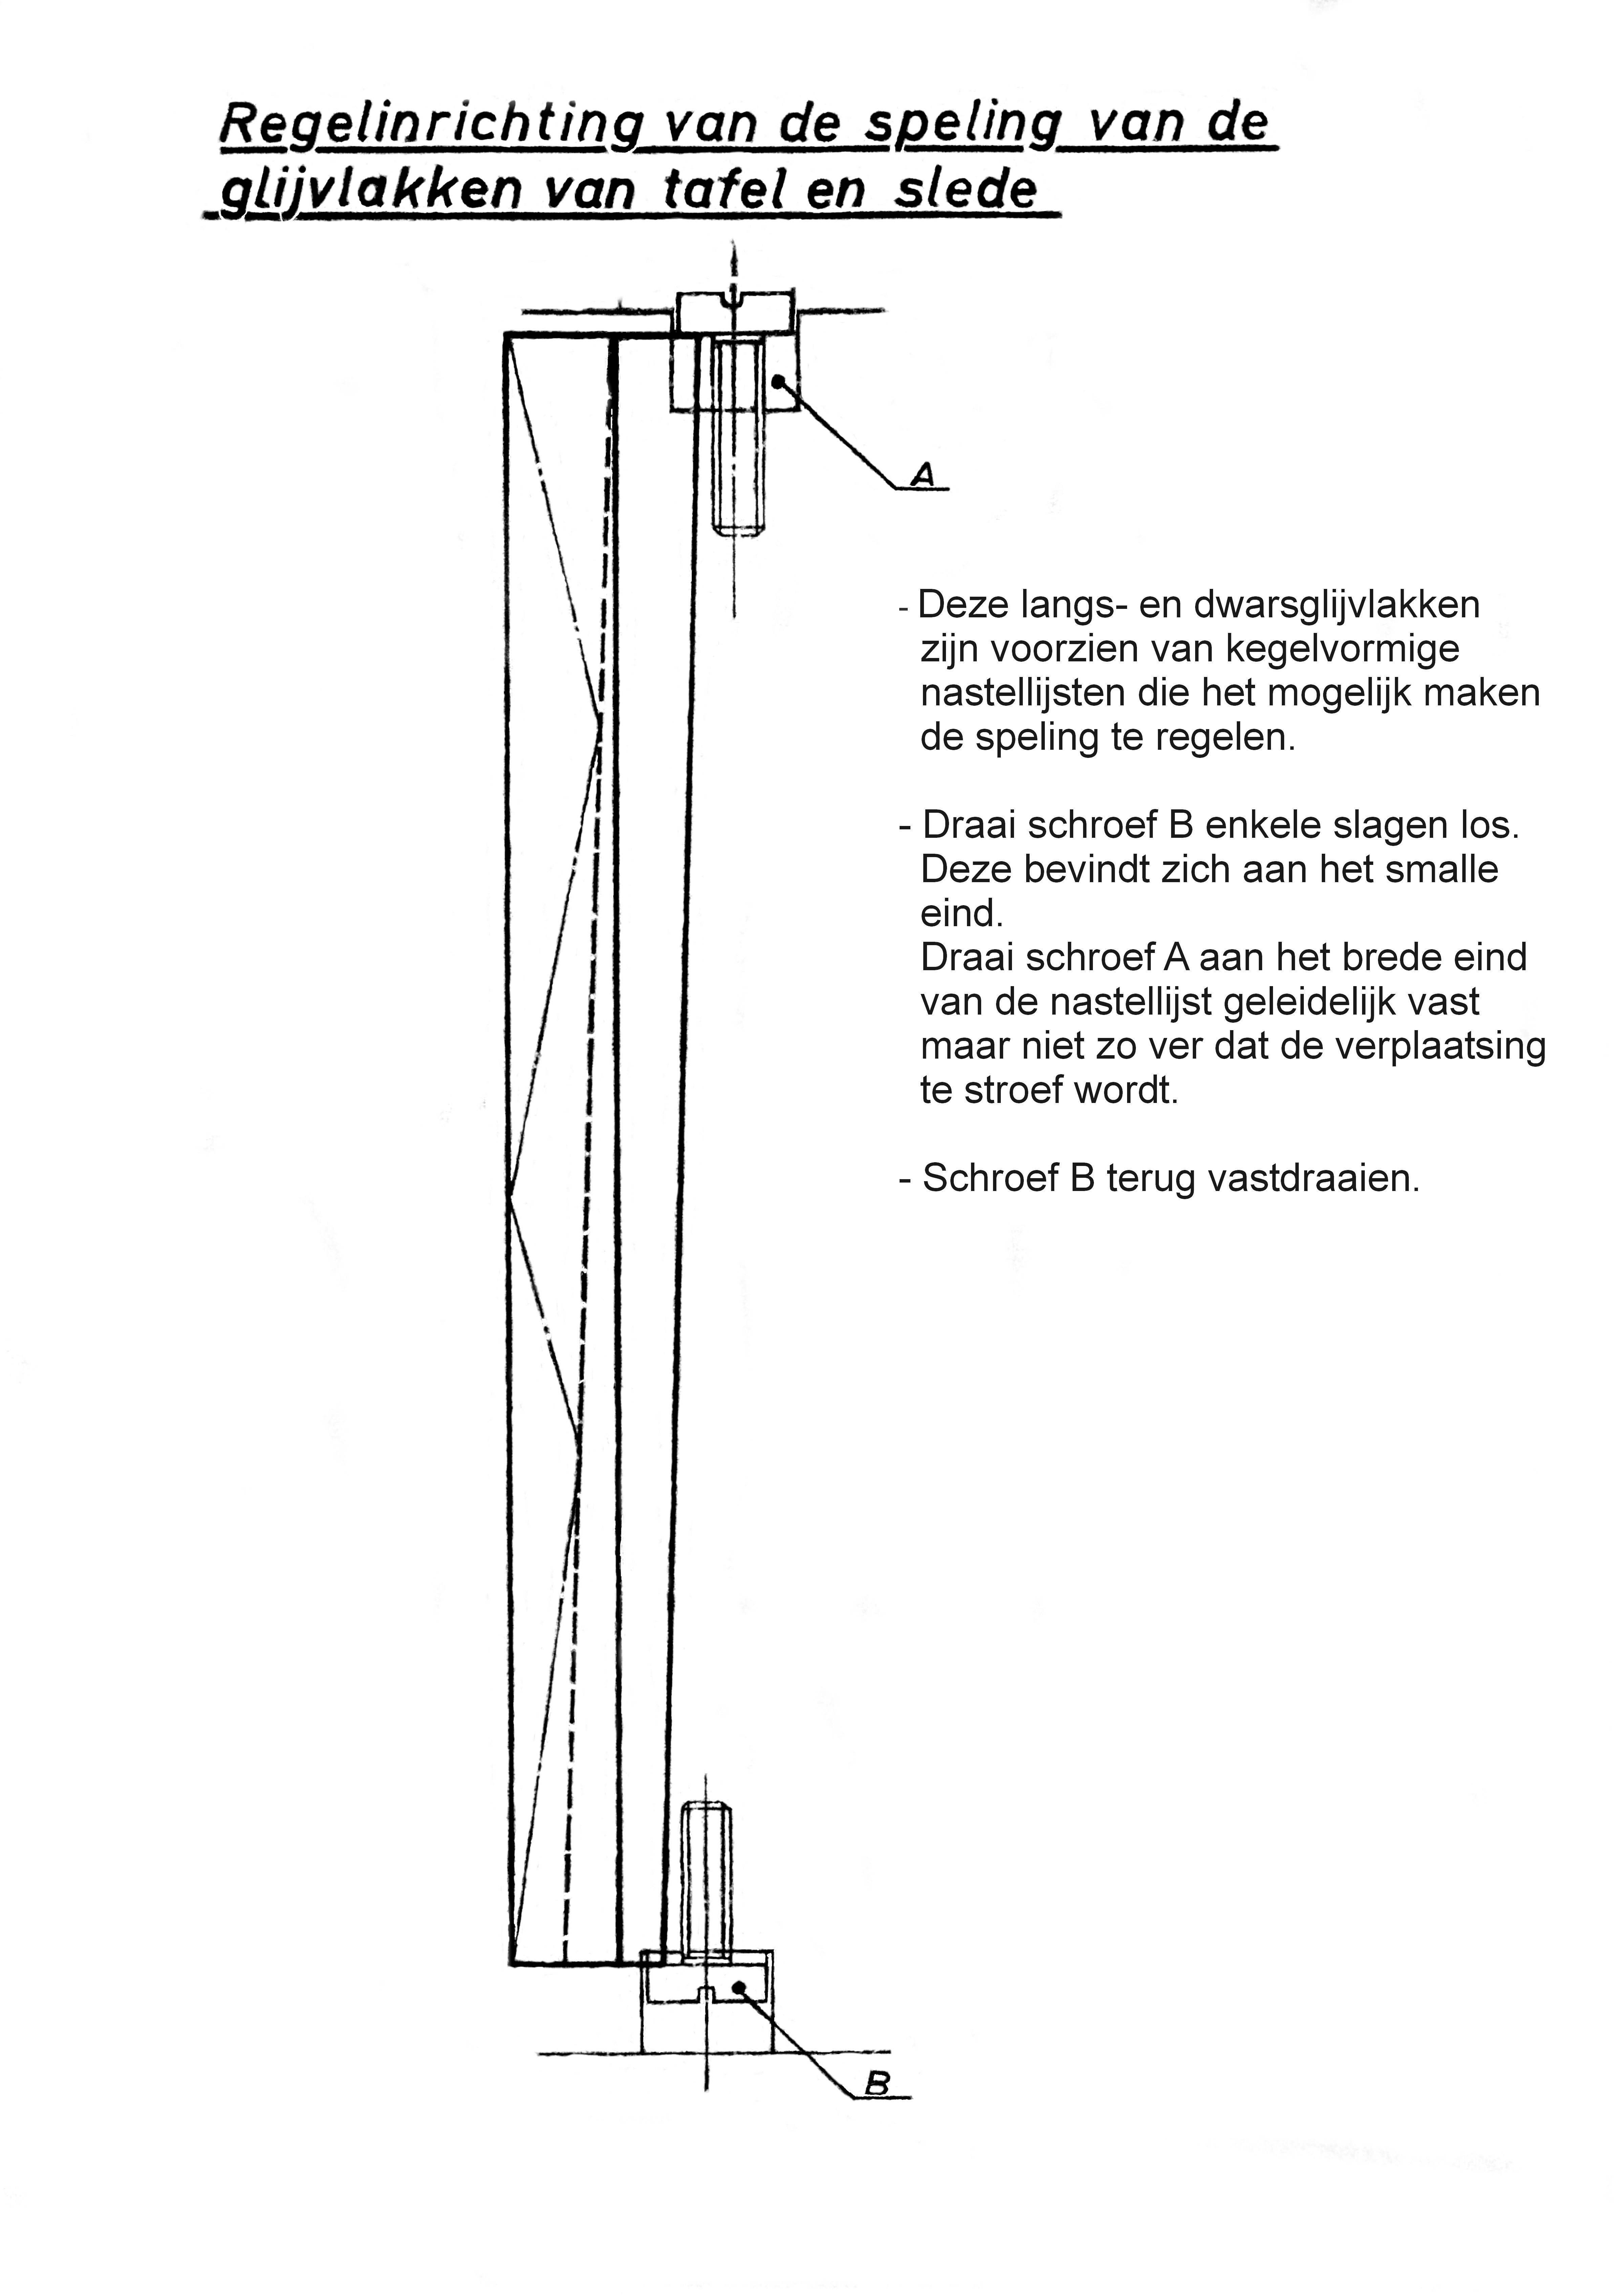 Regelinrichting van de speling van de
glijvlakken van tafel en slede
A
- Deze langs- en dwarsglijvlakken
zijn voorzien van kegelvormige
nastellijsten die het mogelijk maken
de speling te regelen.
- Draai schroef B enkele slagen los.
Deze bevindt zich aan het smalle
eind.
Draai schroef A aan het brede eind
van de nastellijst geleidelijk vast
maar niet zo ver dat de verplaatsing
te stroef wordt.
- Schroef B terug vastdraaien.
B